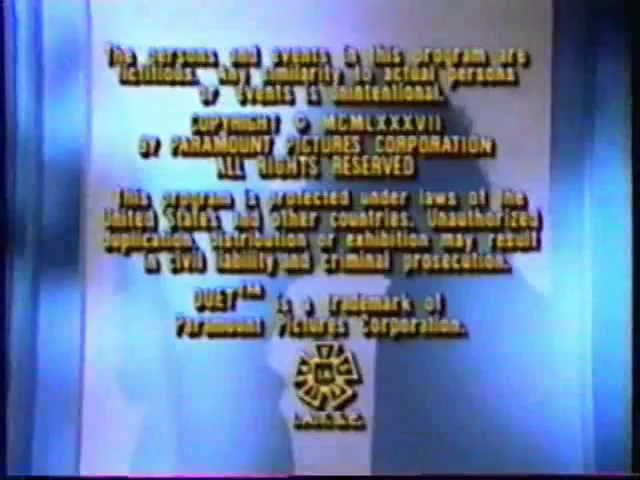 The persons and events in this program are
fictitious. Any similarity to actual persons
or events is unintentional.
COPYRIGHT © MCMLXXXVII
BY PARAMOUNT PICTURES CORPORATION
ALL RIGHTS RESERVED
This program is protected under laws of the
United States and other countries. Unauthorized
duplication, distribution or exhibition may result
in civil liability and criminal prosecution.
DUET is a trademark of
Paramount Pictures Corporation.
I.A.T.S.E.